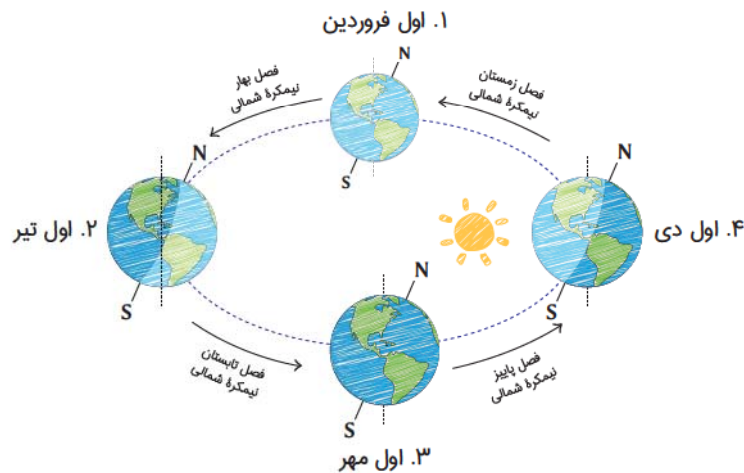 ۱. اول فروردین
N
S
فصل بهار
نیمکرهٔ شمالی
فصل زمستان
نیمکرهٔ شمالی
N
S
۲. اول تیر
N
S
۴. اول دی
N
S
فصل تابستان
نیمکرهٔ شمالی
فصل پاییز
نیمکرهٔ شمالی
۳. اول مهر